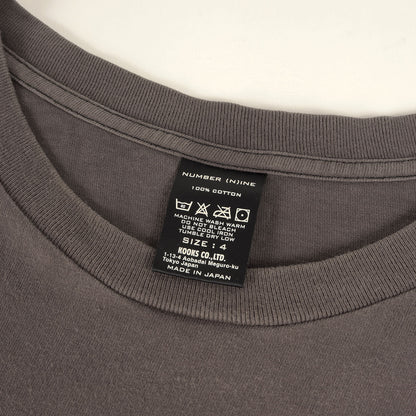 NUMBER (N)INE
100% COTTON
MACHINE WASH WARM
DO NOT BLEACH
USE COOL IRON
TUMBLE DRY LOW
SIZE : 4
KOOKS CO.,LTD.
1-13-4 Aobadai Meguro-ku
Tokyo Japan
MADE IN JAPAN